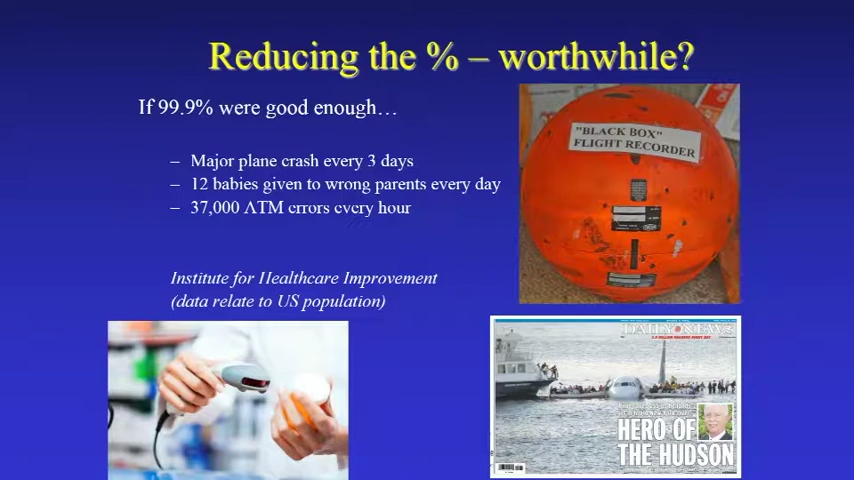 Reducing the % – worthwhile?
If 99.9% were good enough…
– Major plane crash every 3 days
– 12 babies given to wrong parents every day
– 37,000 ATM errors every hour
Institute for Healthcare Improvement
(data relate to US population)
"BLACK BOX"
FLIGHT RECORDER
DAILY NEWS
HERO OF
THE HUDSON